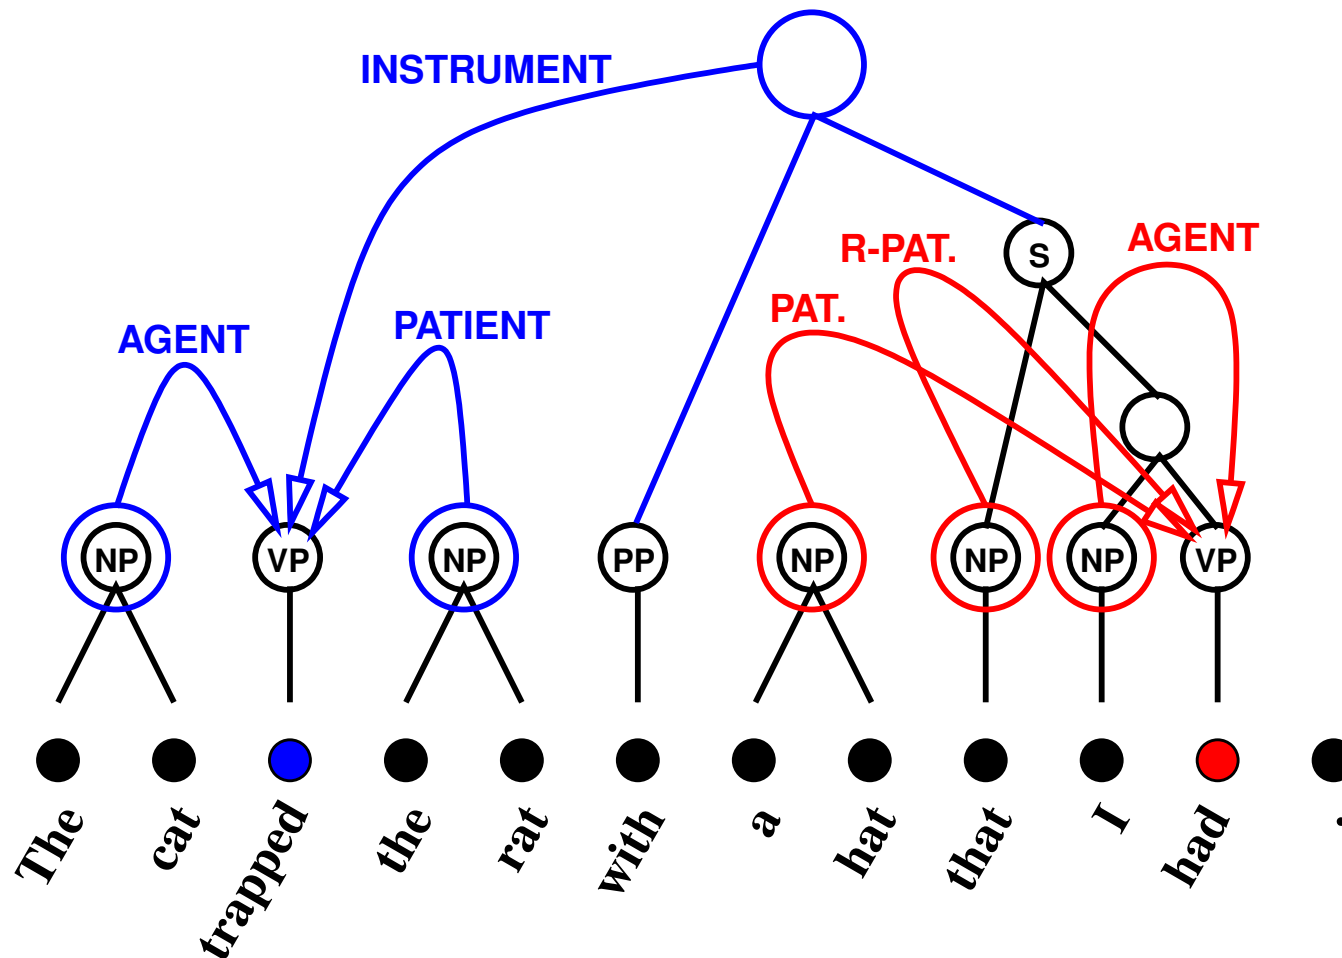 INSTRUMENT
R-PAT.
AGENT
S
PAT.
AGENT
PATIENT
NP VP NP PP NP NP NP VP
The cat trapped the rat with a hat that I had .